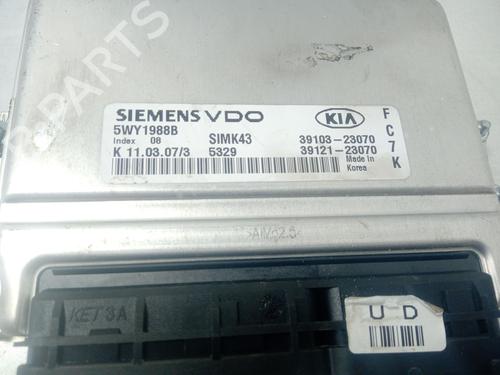 SIEMENS VDO
5WY1988B
Index 08
SIMK43
K 11.03.07/3
5329
KIA
39103-23070
39121-23070
Made In
Korea
F
C
7
K
KET 3A
U D